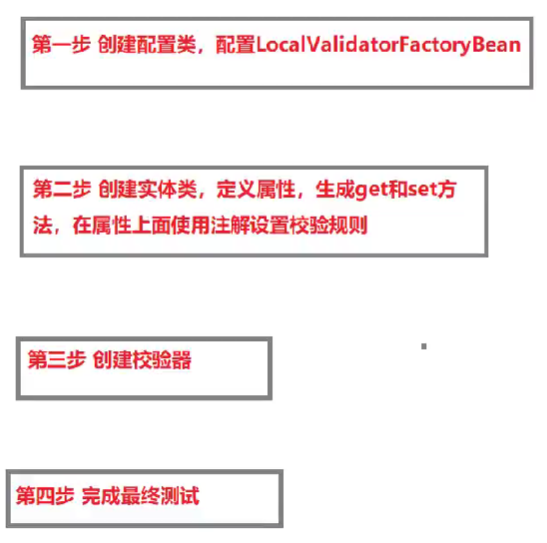 第一步 创建配置类，配置LocalValidatorFactoryBean
第二步 创建实体类，定义属性，生成get和set方
法，在属性上面使用注解设置校验规则
第三步 创建校验器
第四步 完成最终测试